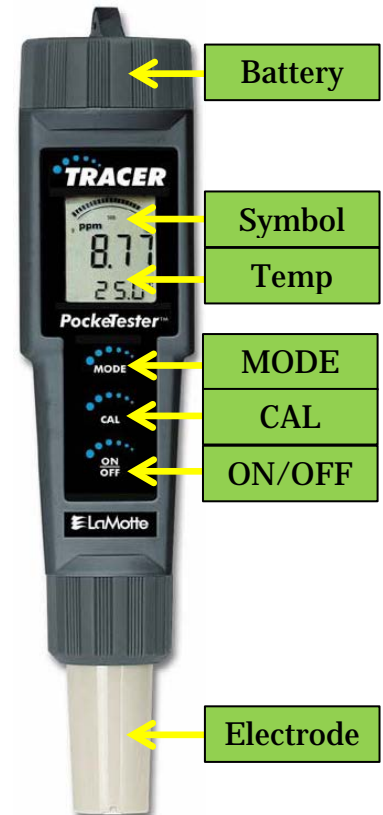 Battery
TRACER
ppm
8.77
25.0
Symbol
Temp
PockeTester™
MODE
MODE
CAL
CAL
ON
OFF
ON/OFF
LaMotte
Electrode